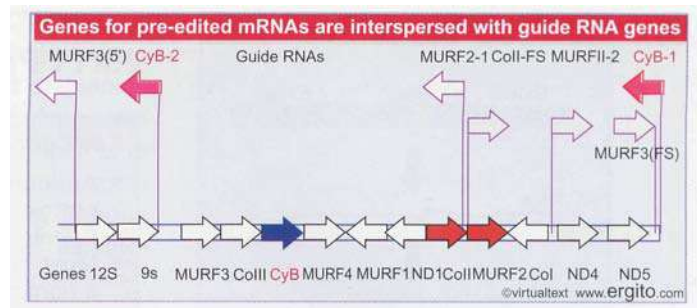 Genes for pre-edited mRNAs are interspersed with guide RNA genes
MURF3(5') CyB-2 Guide RNAs MURF2-1 CoII-FS MURFII-2 CyB-1
MURF3(FS)
Genes 12S 9s MURF3 CoIII CyB MURF4 MURF1 ND1 CoII MURF2 CoI ND4 ND5
©virtualtext www.ergito.com